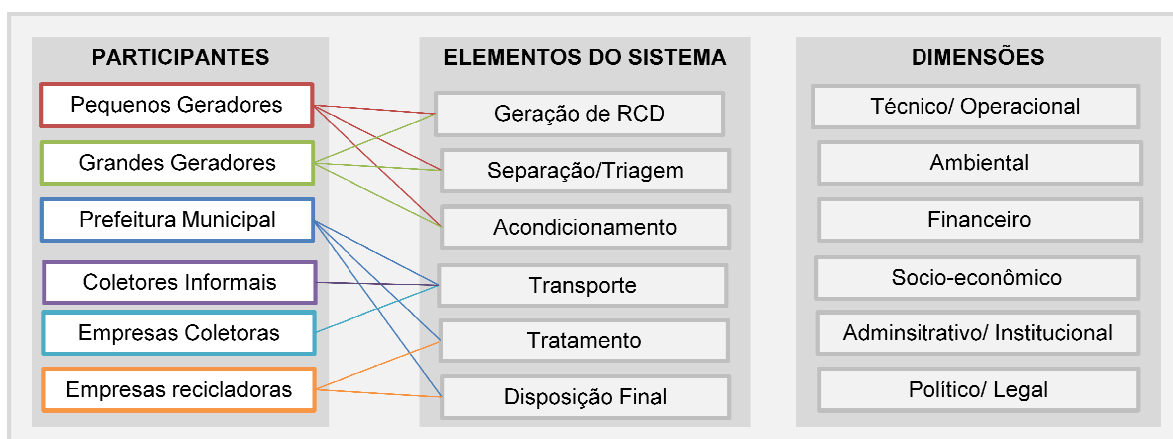 PARTICIPANTES
Pequenos Geradores
Grandes Geradores
Prefeitura Municipal
Coletores Informais
Empresas Coletoras
Empresas recicladoras
ELEMENTOS DO SISTEMA
Geração de RCD
Separação/Triagem
Acondicionamento
Transporte
Tratamento
Disposição Final
DIMENSÕES
Técnico/ Operacional
Ambiental
Financeiro
Socio-econômico
Adminsitrativo/ Institucional
Político/ Legal